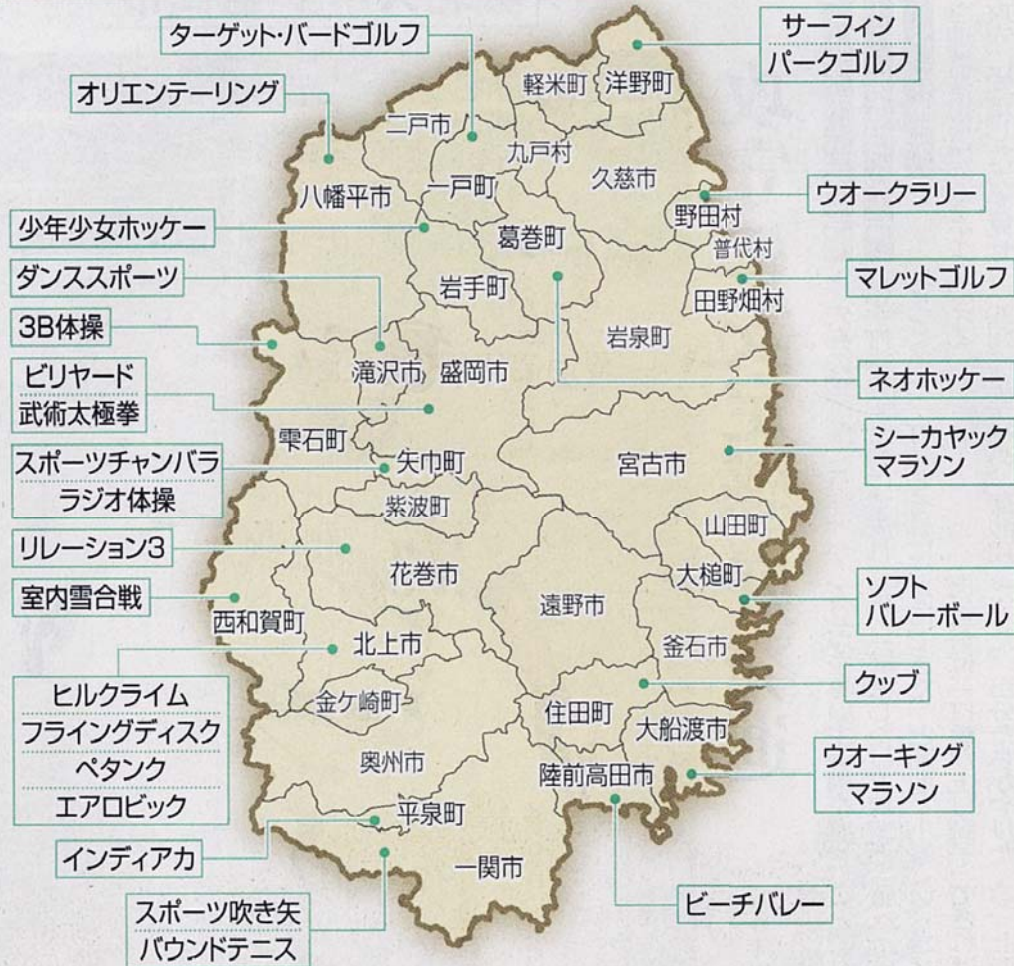 ターゲット・バードゴルフ
サーフィン
パークゴルフ
オリエンテーリング
軽米町
洋野町
二戸市
九戸村
一戸町
久慈市
八幡平市
ウオークラリー
野田村
少年少女ホッケー
葛巻町
普代村
ダンススポーツ
岩手町
田野畑村
マレットゴルフ
3B体操
岩泉町
滝沢市
盛岡市
ネオホッケー
ビリヤード
武術太極拳
雫石町
シーカヤック
マラソン
スポーツチャンバラ
ラジオ体操
矢巾町
宮古市
紫波町
山田町
リレーション3
花巻市
大槌町
ソフト
バレーボール
室内雪合戦
西和賀町
遠野市
北上市
釜石市
ヒルクライム
フライングディスク
ペタンク
エアロビック
金ケ崎町
住田町
クッブ
大船渡市
奥州市
陸前高田市
ウオーキング
マラソン
平泉町
インディアカ
一関市
ビーチバレー
スポーツ吹き矢
バウンドテニス